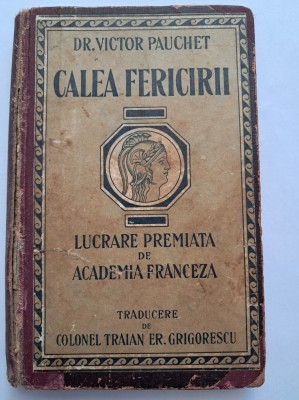 DR. VICTOR PAUCHET
CALEA FERICIRII
LUCRARE PREMIATA
DE
ACADEMIA FRANCEZA
TRADUCERE
DE
COLONEL TRAIAN ER. GRIGORESCU